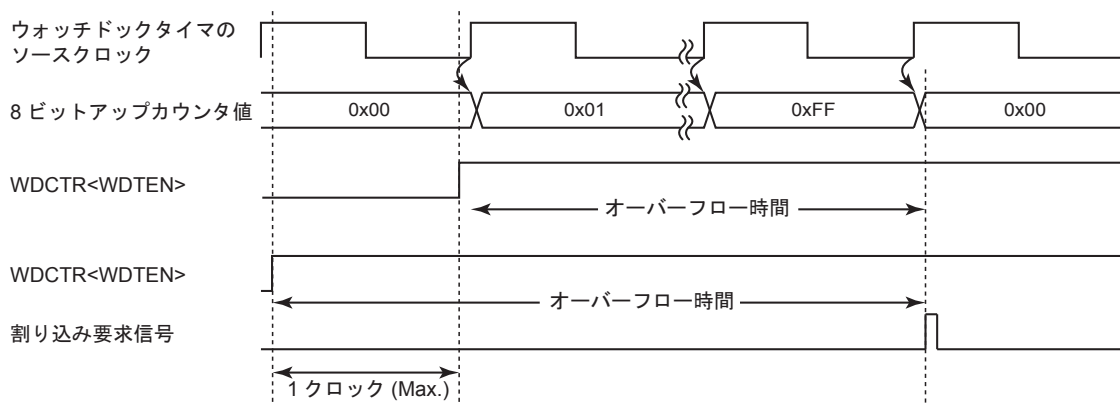 ウォッチドックタイマの
ソースクロック
8 ビットアップカウンタ値
0x00
0x01
0xFF
0x00
WDCTR<WDTEN>
オーバーフロー時間
WDCTR<WDTEN>
オーバーフロー時間
割り込み要求信号
1 クロック (Max.)